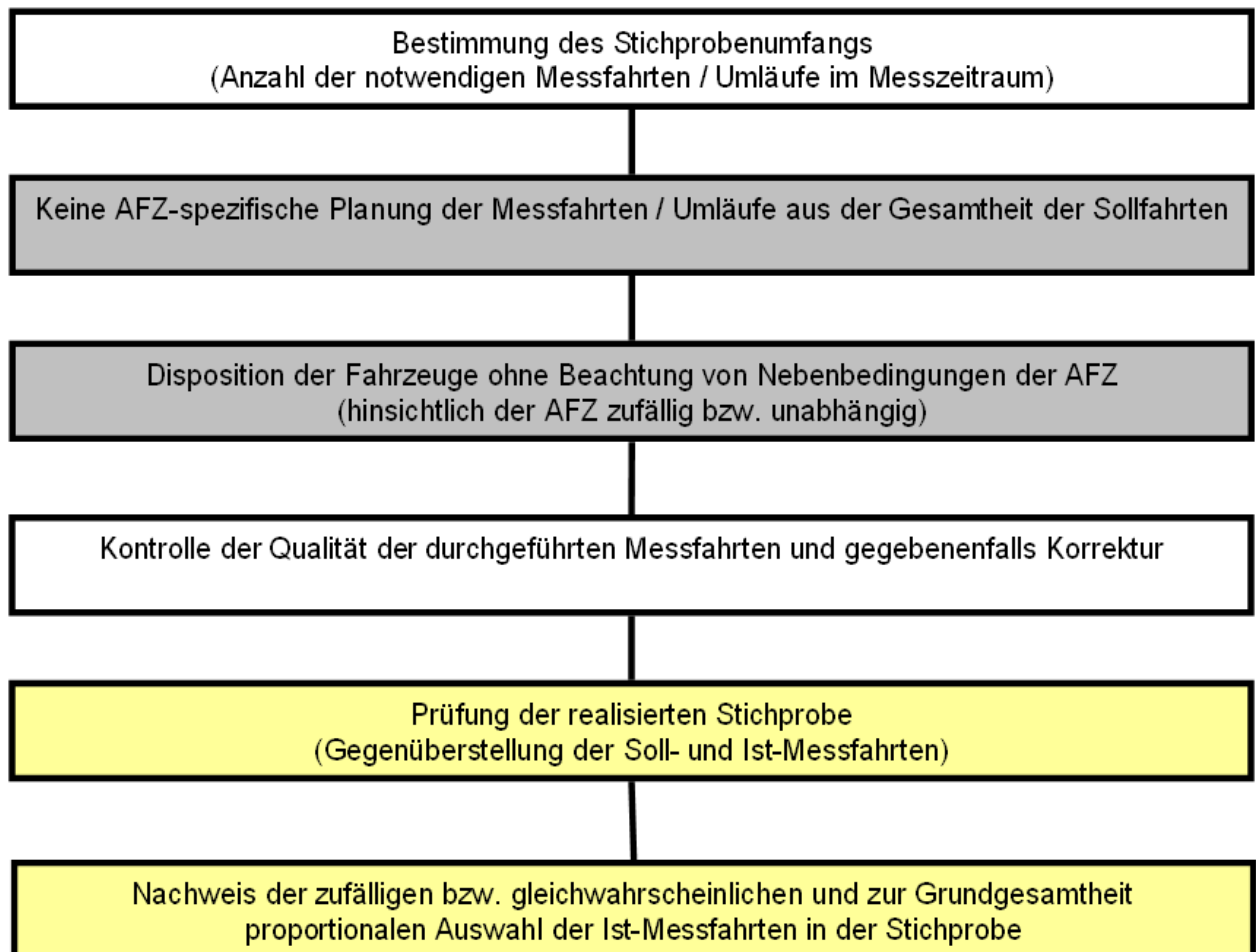 Bestimmung des Stichprobenumfangs
(Anzahl der notwendigen Messfahrten / Umläufe im Messzeitraum)
Keine AFZ-spezifische Planung der Messfahrten / Umläufe aus der Gesamtheit der Sollfahrten
Disposition der Fahrzeuge ohne Beachtung von Nebenbedingungen der AFZ
(hinsichtlich der AFZ zufällig bzw. unabhängig)
Kontrolle der Qualität der durchgeführten Messfahrten und gegebenenfalls Korrektur
Prüfung der realisierten Stichprobe
(Gegenüberstellung der Soll- und Ist-Messfahrten)
Nachweis der zufälligen bzw. gleichwahrscheinlichen und zur Grundgesamtheit
proportionalen Auswahl der Ist-Messfahrten in der Stichprobe